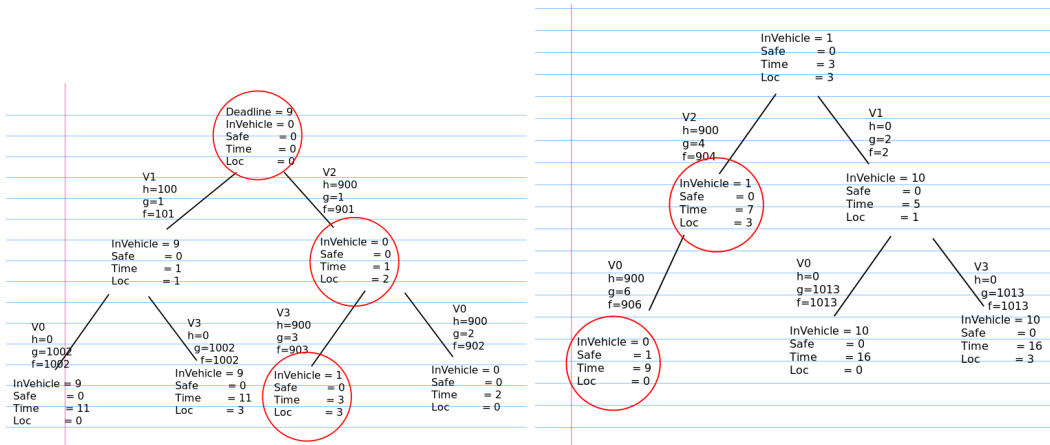 Deadline = 9
InVehicle = 0
Safe = 0
Time = 0
Loc = 0
V1
h=100
g=1
f=101
V2
h=900
g=1
f=901
InVehicle = 9
Safe = 0
Time = 1
Loc = 1
InVehicle = 0
Safe = 0
Time = 1
Loc = 2
V0
h=0
g=1002
f=1002
V3
h=0
g=1002
f=1002
V3
h=900
g=3
f=903
V0
h=900
g=2
f=902
InVehicle = 9
Safe = 0
Time = 11
Loc = 0
InVehicle = 9
Safe = 0
Time = 11
Loc = 3
InVehicle = 1
Safe = 0
Time = 3
Loc = 3
InVehicle = 0
Safe = 0
Time = 2
Loc = 0
InVehicle = 1
Safe = 0
Time = 3
Loc = 3
V2
h=900
g=4
f=904
V1
h=0
g=2
f=2
InVehicle = 1
Safe = 0
Time = 7
Loc = 3
InVehicle = 10
Safe = 0
Time = 5
Loc = 1
V0
h=900
g=6
f=906
V0
h=0
g=1013
f=1013
V3
h=0
g=1013
f=1013
InVehicle = 0
Safe = 1
Time = 9
Loc = 0
InVehicle = 10
Safe = 0
Time = 16
Loc = 0
InVehicle = 10
Safe = 0
Time = 16
Loc = 3